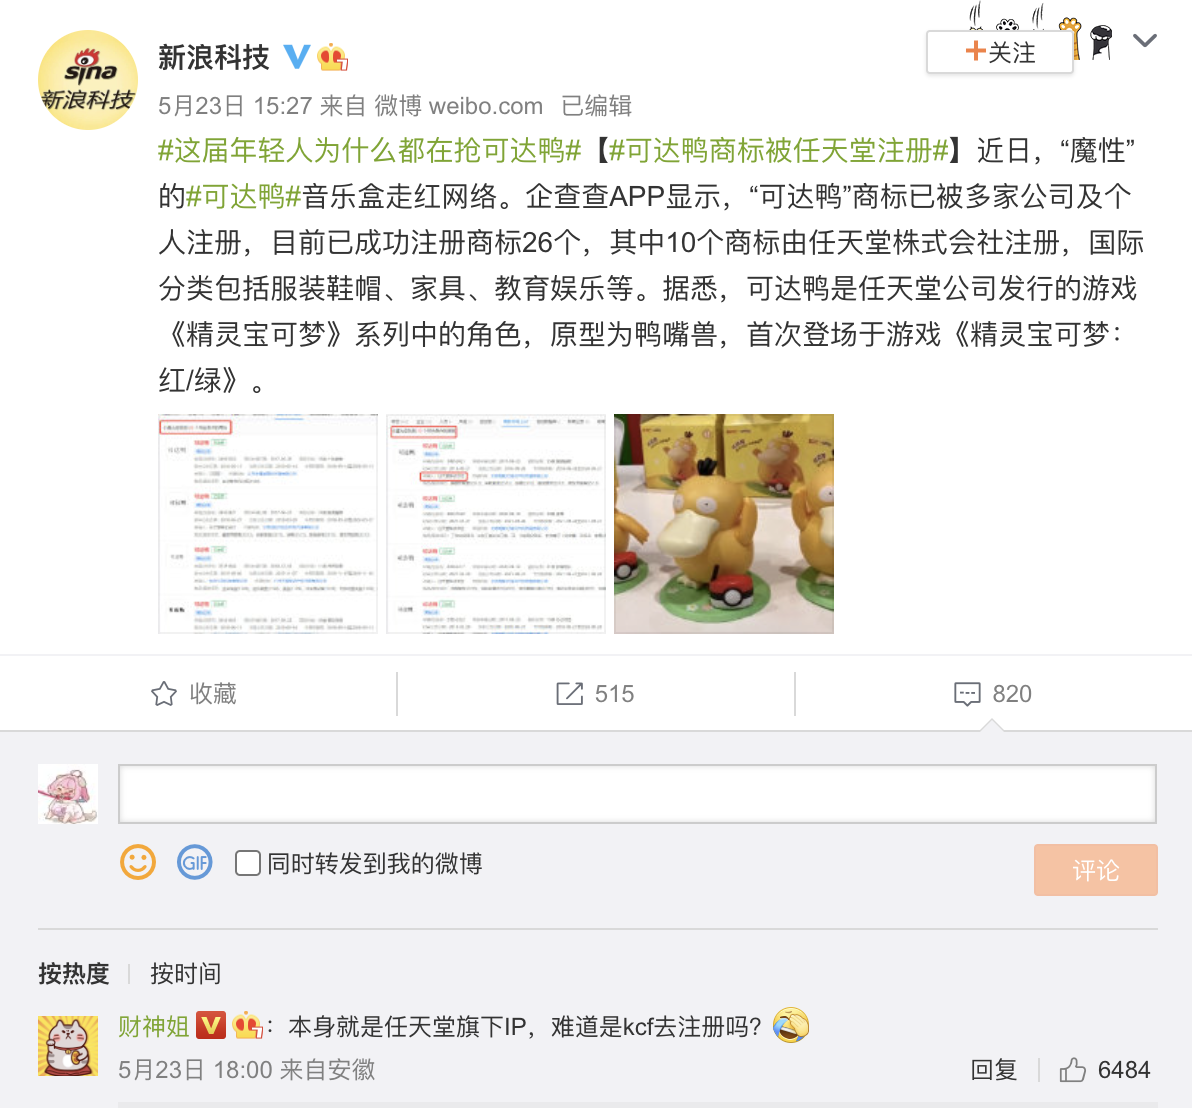 sina
新浪科技
新浪科技
关注
5月23日 15:27 来自 微博 weibo.com 已编辑
#这届年轻人为什么都在抢可达鸭#【#可达鸭商标被任天堂注册#】近日，“魔性”
的#可达鸭#音乐盒走红网络。企查查APP显示，“可达鸭”商标已被多家公司及个
人注册，目前已成功注册商标26个，其中10个商标由任天堂株式会社注册，国际
分类包括服装鞋帽、家具、教育娱乐等。据悉，可达鸭是任天堂公司发行的游戏
《精灵宝可梦》系列中的角色，原型为鸭嘴兽，首次登场于游戏《精灵宝可梦：
红/绿》。
收藏
515
820
GIF
同时转发到我的微博
评论
按热度
按时间
财神姐 V：本身就是任天堂旗下IP，难道是kcf去注册吗？
5月23日 18:00 来自安徽
回复
6484